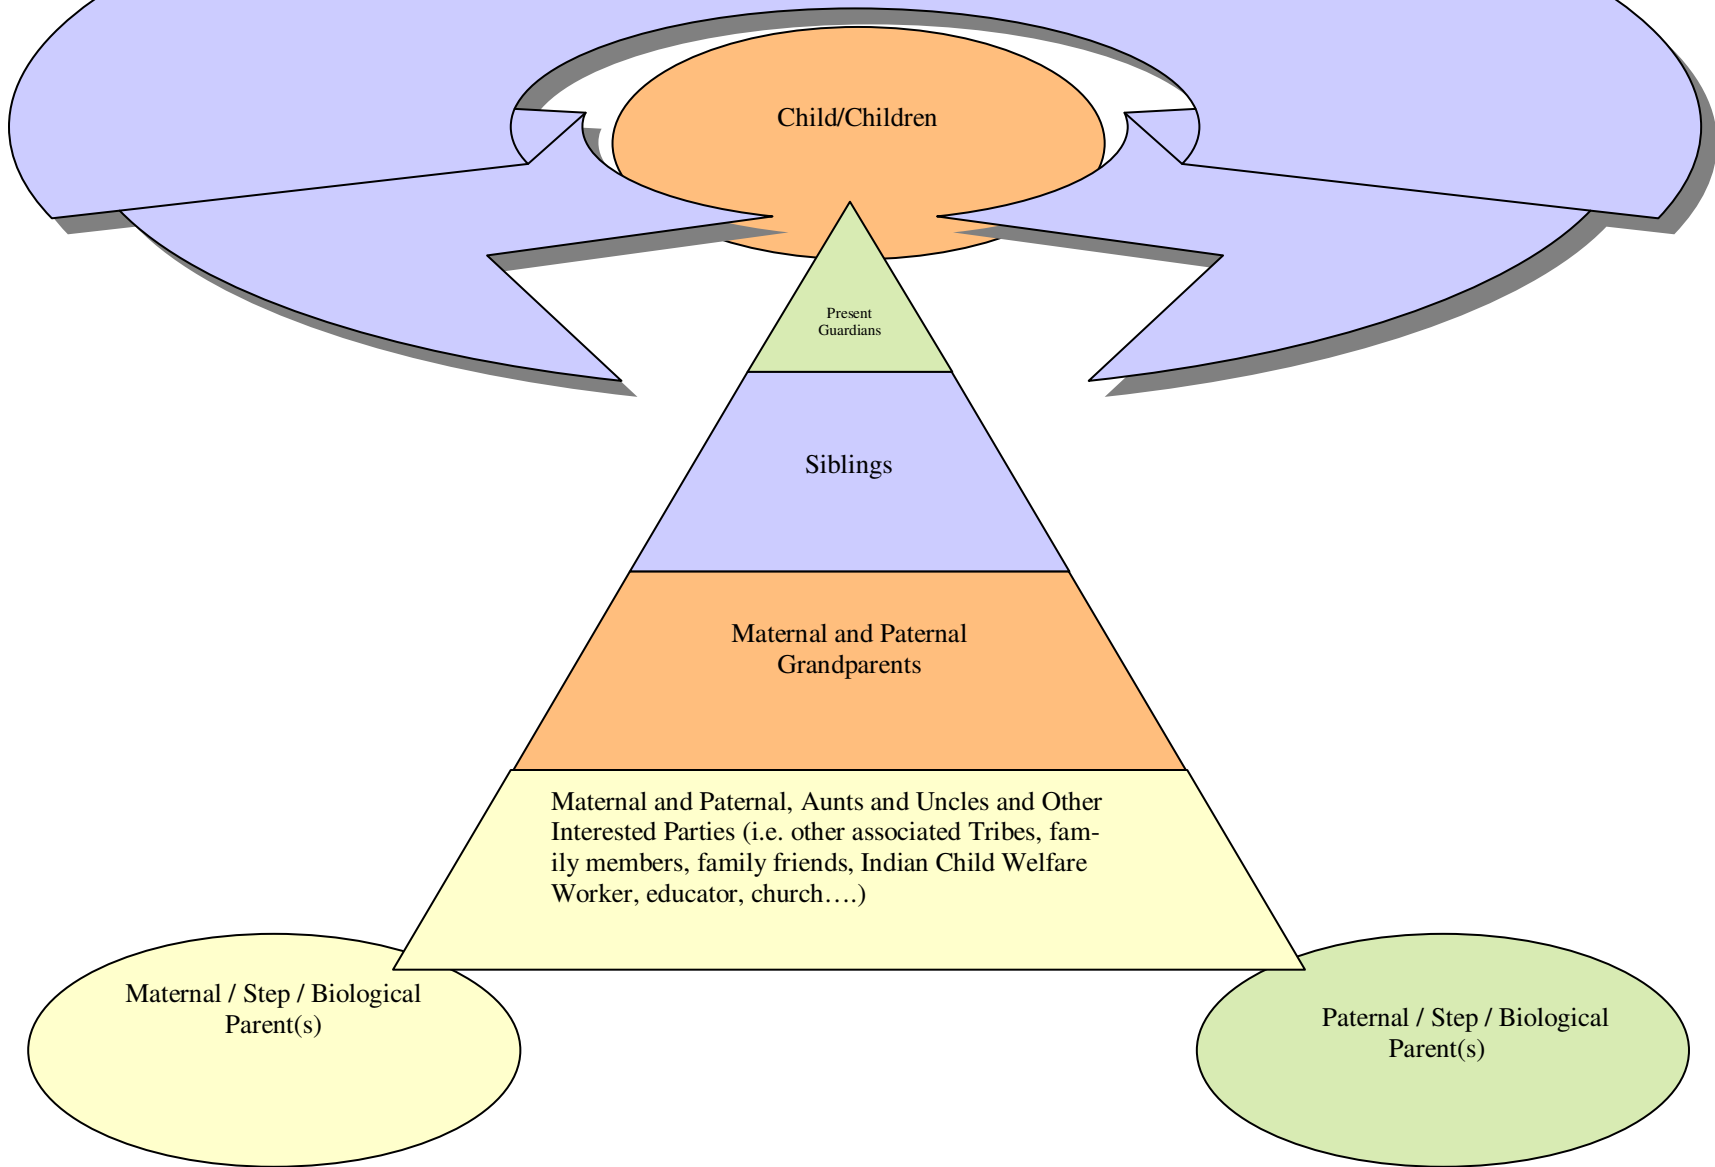 Child/Children
Present
Guardians
Siblings
Maternal and Paternal
Grandparents
Maternal and Paternal, Aunts and Uncles and Other
Interested Parties (i.e. other associated Tribes, fam-
ily members, family friends, Indian Child Welfare
Worker, educator, church….)
Maternal / Step / Biological
Parent(s)
Paternal / Step / Biological
Parent(s)